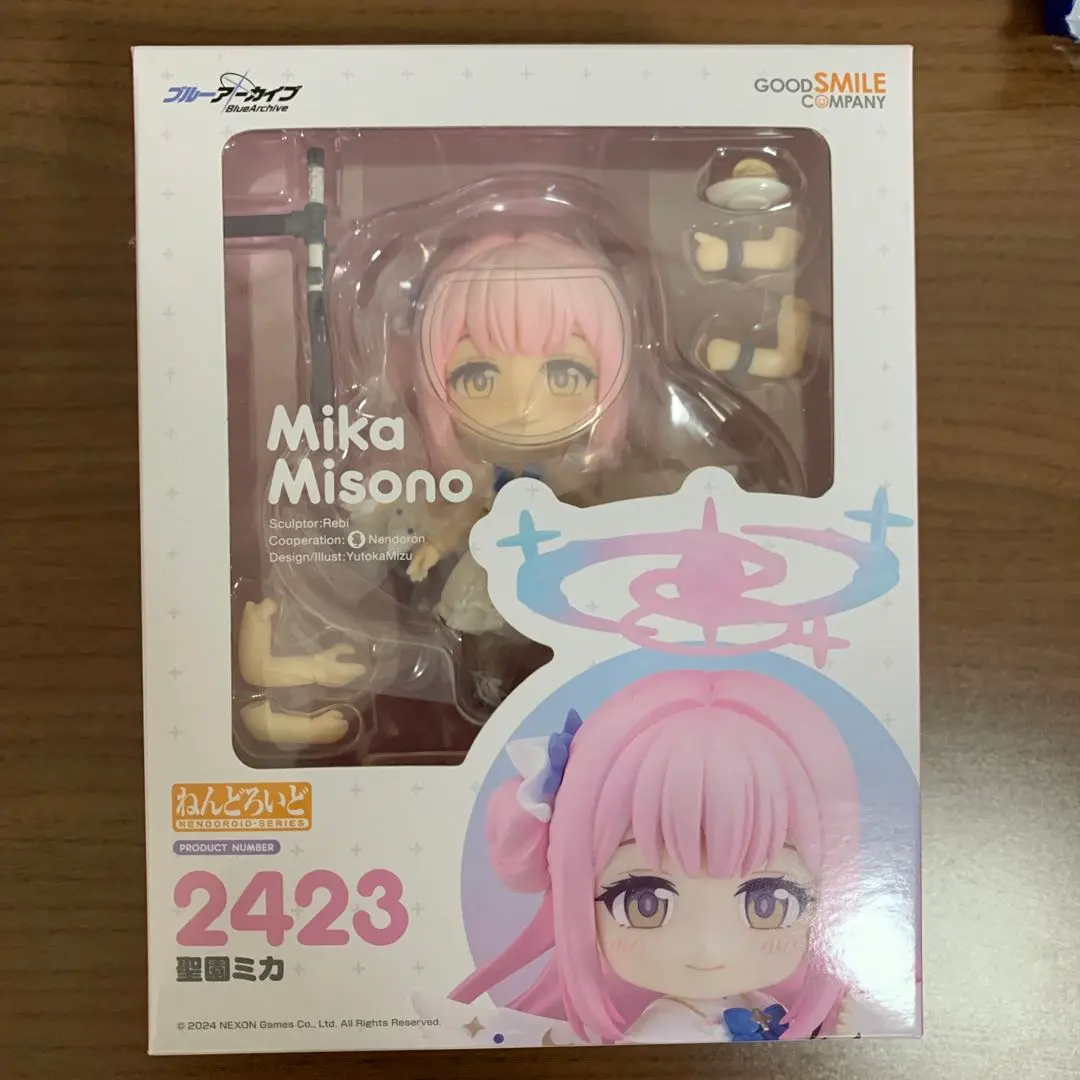 ブルーアーカイブ
BlueArchive
GOOD SMILE
COMPANY
Mika
Misono
Sculptor:Rebi
Cooperation: Nendoron
Design/Illust:YutokaMizu
ねんどろいど
NENDOROID・SERIES
PRODUCT NUMBER
2423
聖園ミカ
© 2024 NEXON Games Co., Ltd. All Rights Reserved.